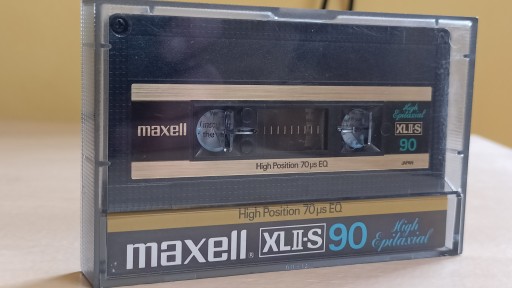 High
Epitaxial
maxell
XLII-S
90
High Position 70µs EQ
JAPAN
High Position 70µs EQ
maxell® XLII-S 90 High
Epitaxial